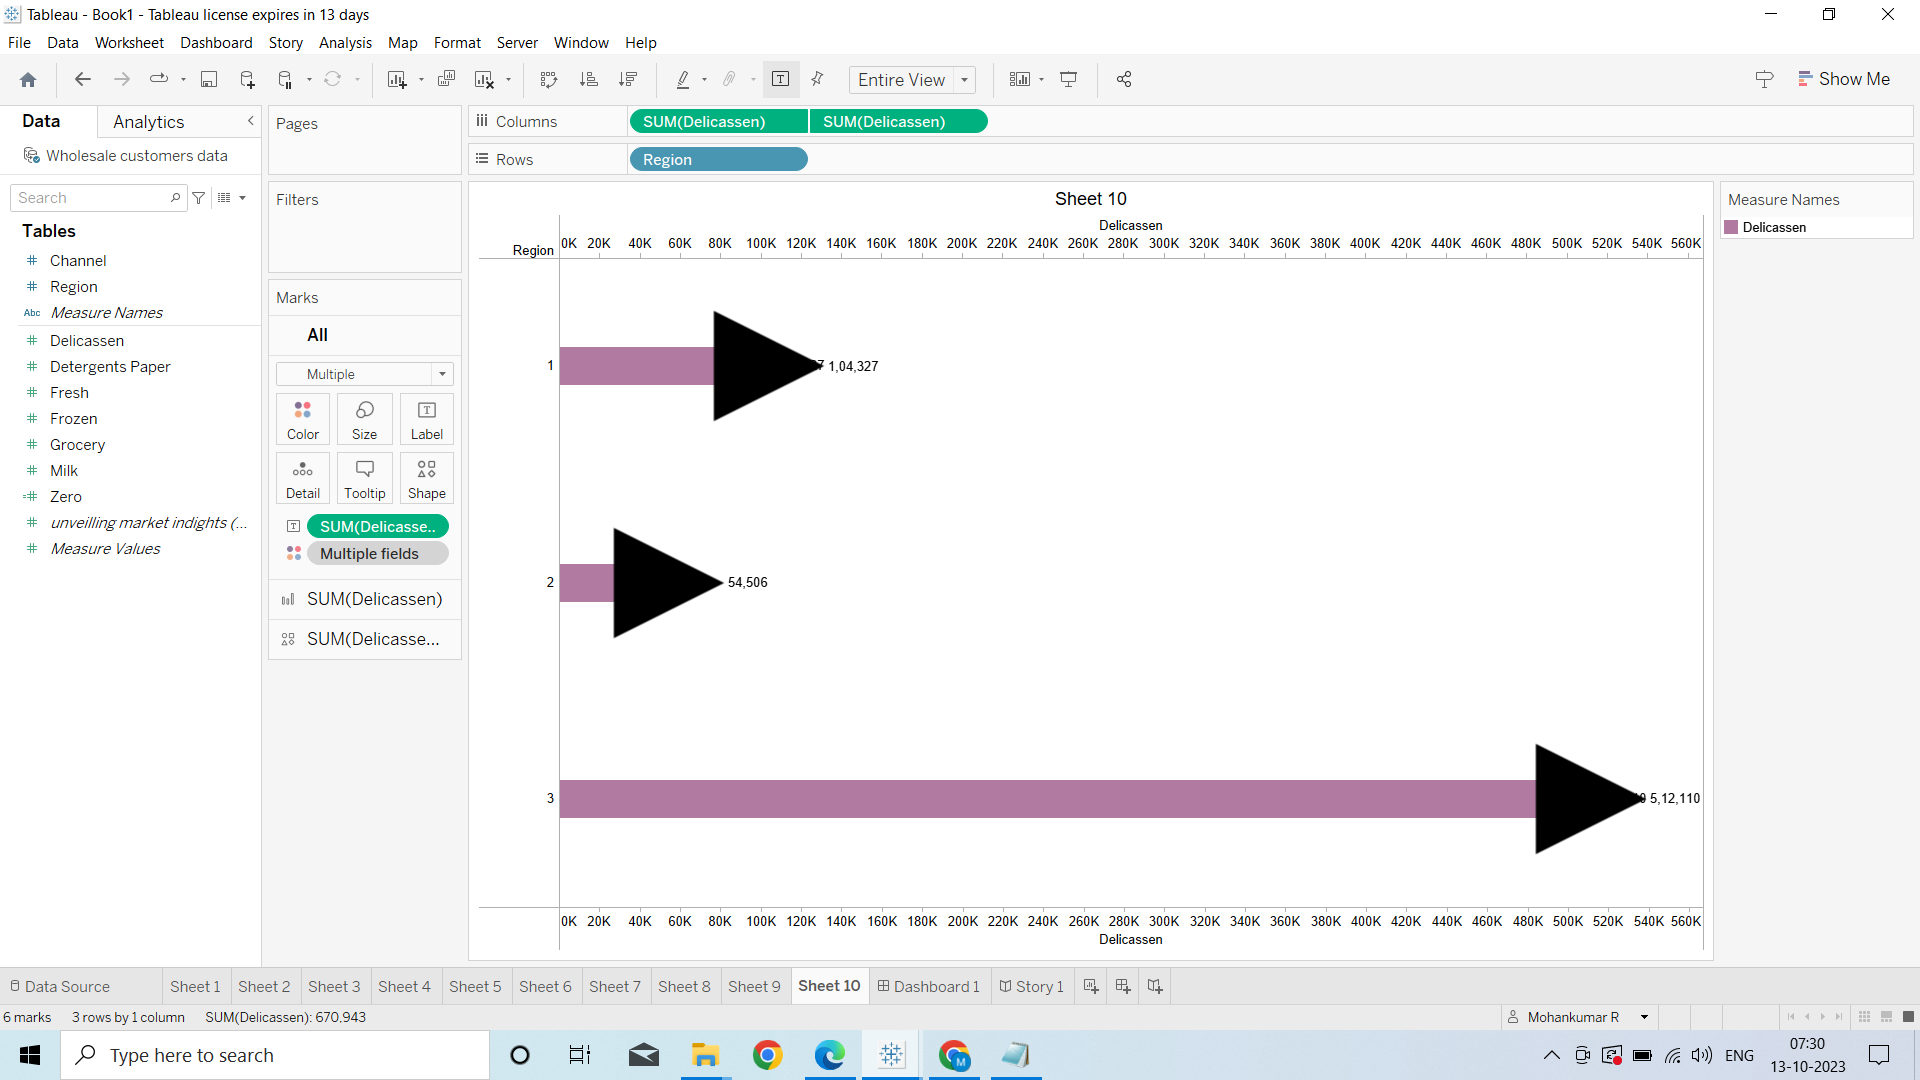 Tableau - Book1 - Tableau license expires in 13 days
File Data Worksheet Dashboard Story Analysis Map Format Server Window Help
Entire View
Show Me
Data Analytics
Wholesale customers data
Search
Tables
Channel
Region
Abc Measure Names
Delicassen
Detergents Paper
Fresh
Frozen
Grocery
Milk
Zero
unveilling market indights (...
Measure Values
Pages
Filters
Marks
All
Multiple
Color Size Label
Detail Tooltip Shape
SUM(Delicasse..
Multiple fields
SUM(Delicassen)
SUM(Delicasse...
Columns SUM(Delicassen) SUM(Delicassen)
Rows Region
Sheet 10
Delicassen
Region
0K 20K 40K 60K 80K 100K 120K 140K 160K 180K 200K 220K 240K 260K 280K 300K 320K 340K 360K 380K 400K 420K 440K 460K 480K 500K 520K 540K 560K
1 1,04,327
2 54,506
3 5,12,110
0K 20K 40K 60K 80K 100K 120K 140K 160K 180K 200K 220K 240K 260K 280K 300K 320K 340K 360K 380K 400K 420K 440K 460K 480K 500K 520K 540K 560K
Delicassen
Measure Names
Delicassen
Data Source Sheet 1 Sheet 2 Sheet 3 Sheet 4 Sheet 5 Sheet 6 Sheet 7 Sheet 8 Sheet 9 Sheet 10 Dashboard 1 Story 1
6 marks 3 rows by 1 column SUM(Delicassen): 670,943
Mohankumar R
Type here to search
M
ENG
07:30
13-10-2023